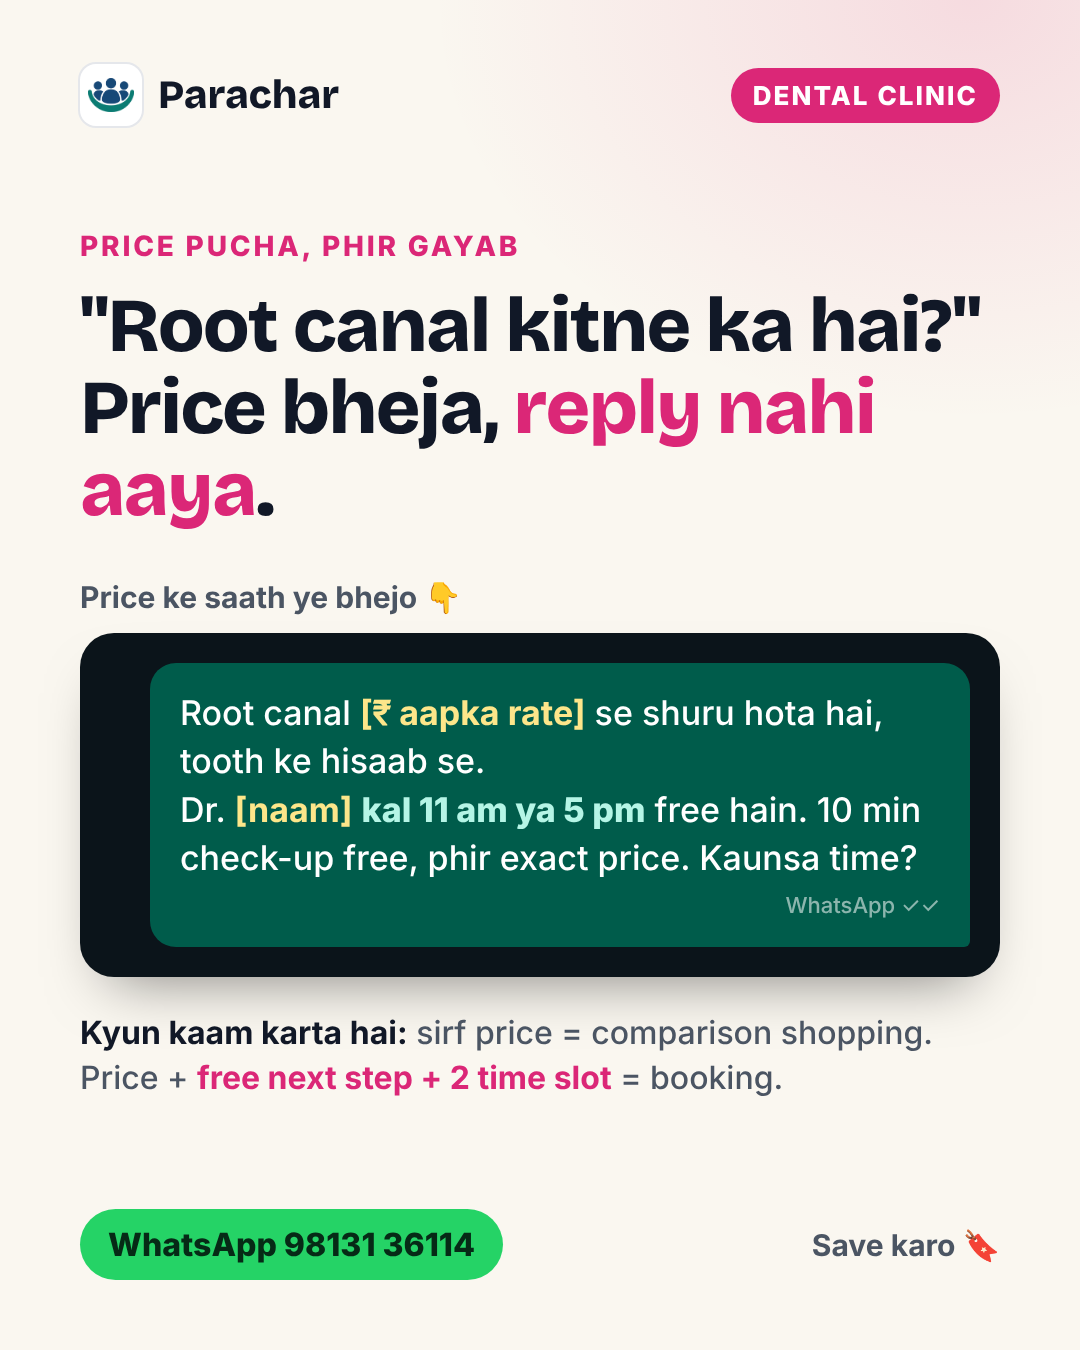 Parachar
DENTAL CLINIC
PRICE PUCHA, PHIR GAYAB
"Root canal kitne ka hai?"
Price bheja, reply nahi
aaya.
Price ke saath ye bhejo 👇
Root canal [₹ aapka rate] se shuru hota hai,
tooth ke hisaab se.
Dr. [naam] kal 11 am ya 5 pm free hain. 10 min
check-up free, phir exact price. Kaunsa time?
WhatsApp ✓✓
Kyun kaam karta hai: sirf price = comparison shopping.
Price + free next step + 2 time slot = booking.
WhatsApp 98131 36114
Save karo 🔖